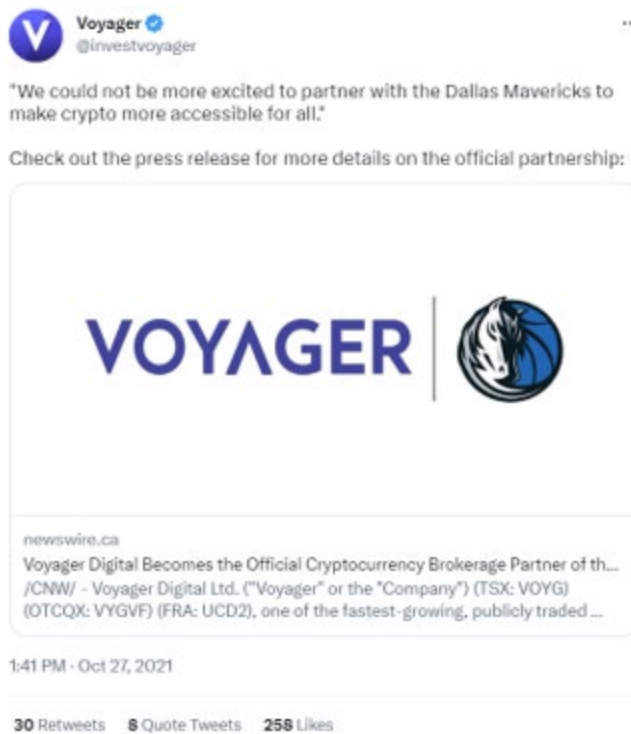 Voyager
@investvoyager
"We could not be more excited to partner with the Dallas Mavericks to
make crypto more accessible for all."
Check out the press release for more details on the official partnership:
VOYAGER
newswire.ca
Voyager Digital Becomes the Official Cryptocurrency Brokerage Partner of th...
/CNW/ - Voyager Digital Ltd. ("Voyager" or the "Company") (TSX: VOYG)
(OTCQX: VYGVF) (FRA: UCD2), one of the fastest-growing, publicly traded ...
1:41 PM · Oct 27, 2021
30 Retweets 8 Quote Tweets 258 Likes